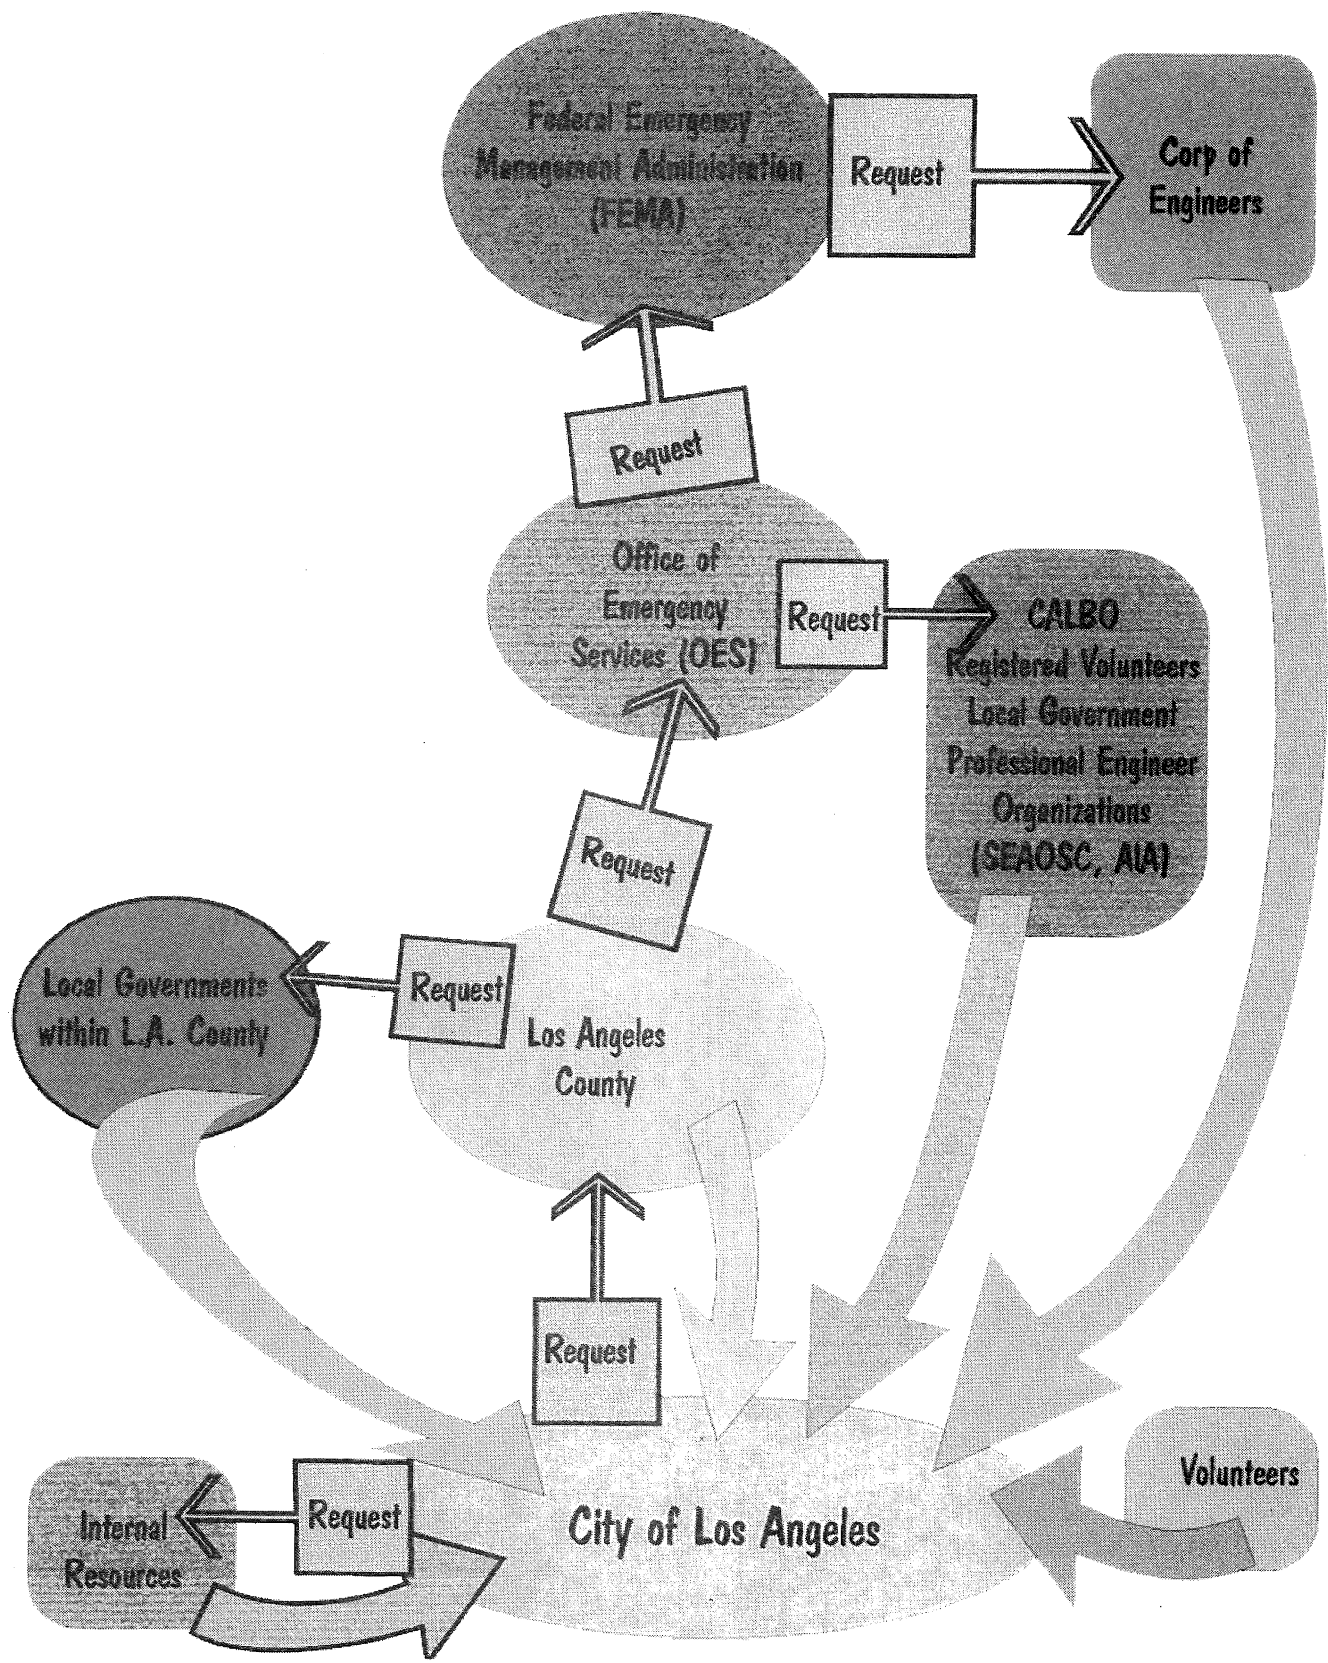 Federal Emergency
Management Administration
(FEMA)
Request
Corp of
Engineers
Request
Office of
Emergency
Services (OES)
Request
CALBO
Registered Volunteers
Local Government
Professional Engineer
Organizations
(SEAOSC, AIA)
Request
Local Governments
within L.A. County
Request
Los Angeles
County
Request
Internal
Resources
Request
City of Los Angeles
Volunteers